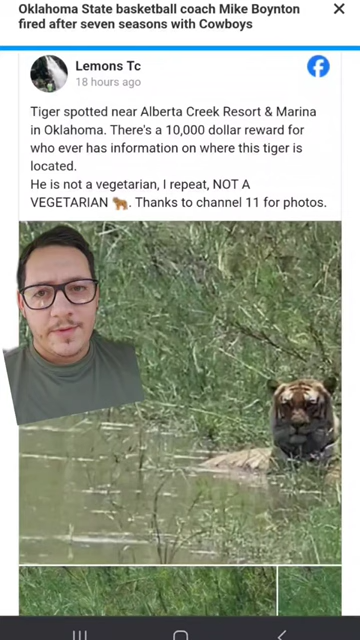 Oklahoma State basketball coach Mike Boynton
fired after seven seasons with Cowboys
Lemons Tc
18 hours ago
Tiger spotted near Alberta Creek Resort & Marina
in Oklahoma. There's a 10,000 dollar reward for
who ever has information on where this tiger is
located.
He is not a vegetarian, I repeat, NOT A
VEGETARIAN 🐅. Thanks to channel 11 for photos.